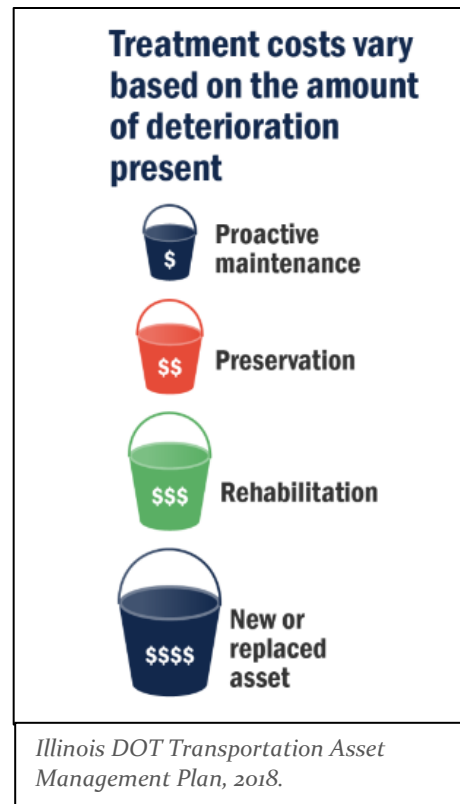 Treatment costs vary
based on the amount
of deterioration
present
$
Proactive
maintenance
$$
Preservation
$$$
Rehabilitation
$$$$
New or
replaced
asset
Illinois DOT Transportation Asset
Management Plan, 2018.